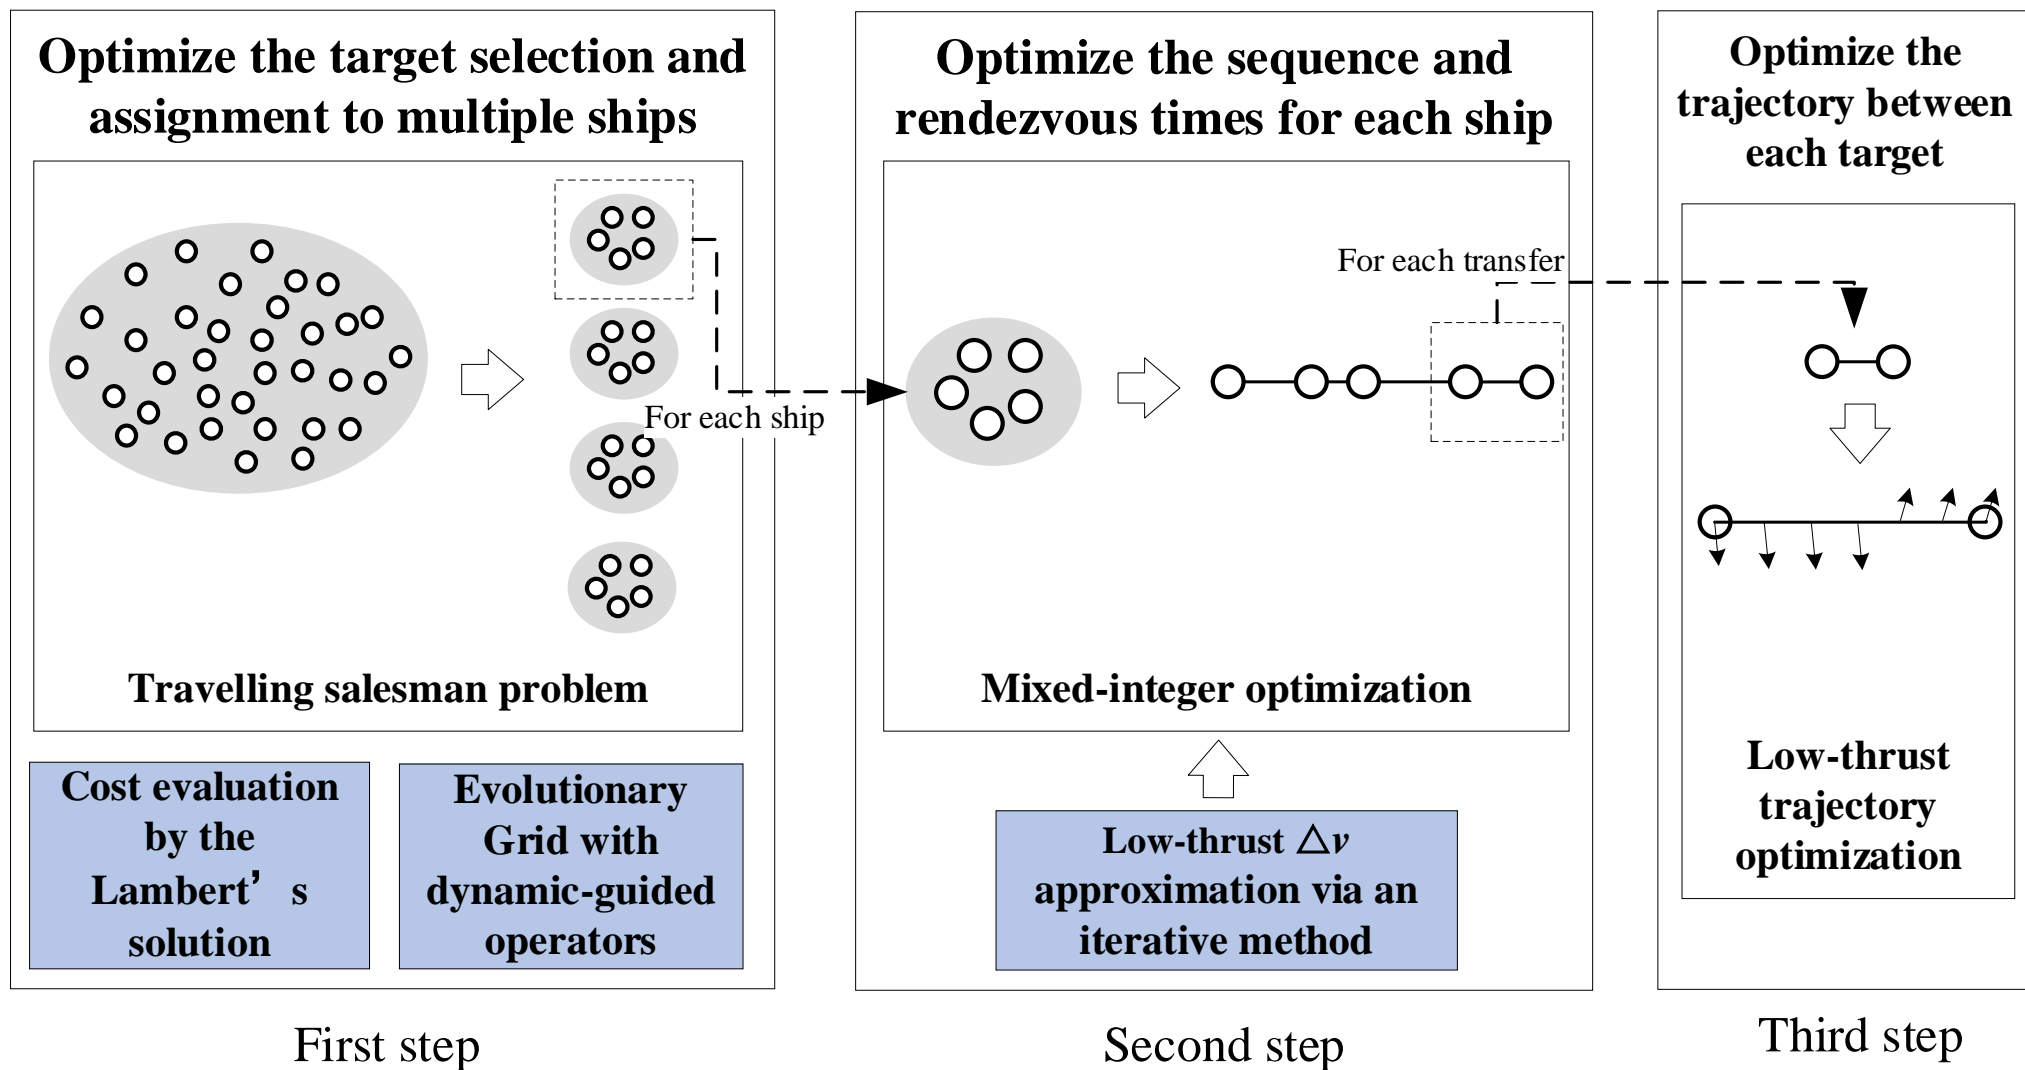 Optimize the target selection and
assignment to multiple ships
For each ship
Travelling salesman problem
Cost evaluation
by the
Lambert’ s
solution
Evolutionary
Grid with
dynamic-guided
operators
First step
Optimize the sequence and
rendezvous times for each ship
For each transfer
Mixed-integer optimization
Low-thrust △v
approximation via an
iterative method
Second step
Optimize the
trajectory between
each target
Low-thrust
trajectory
optimization
Third step